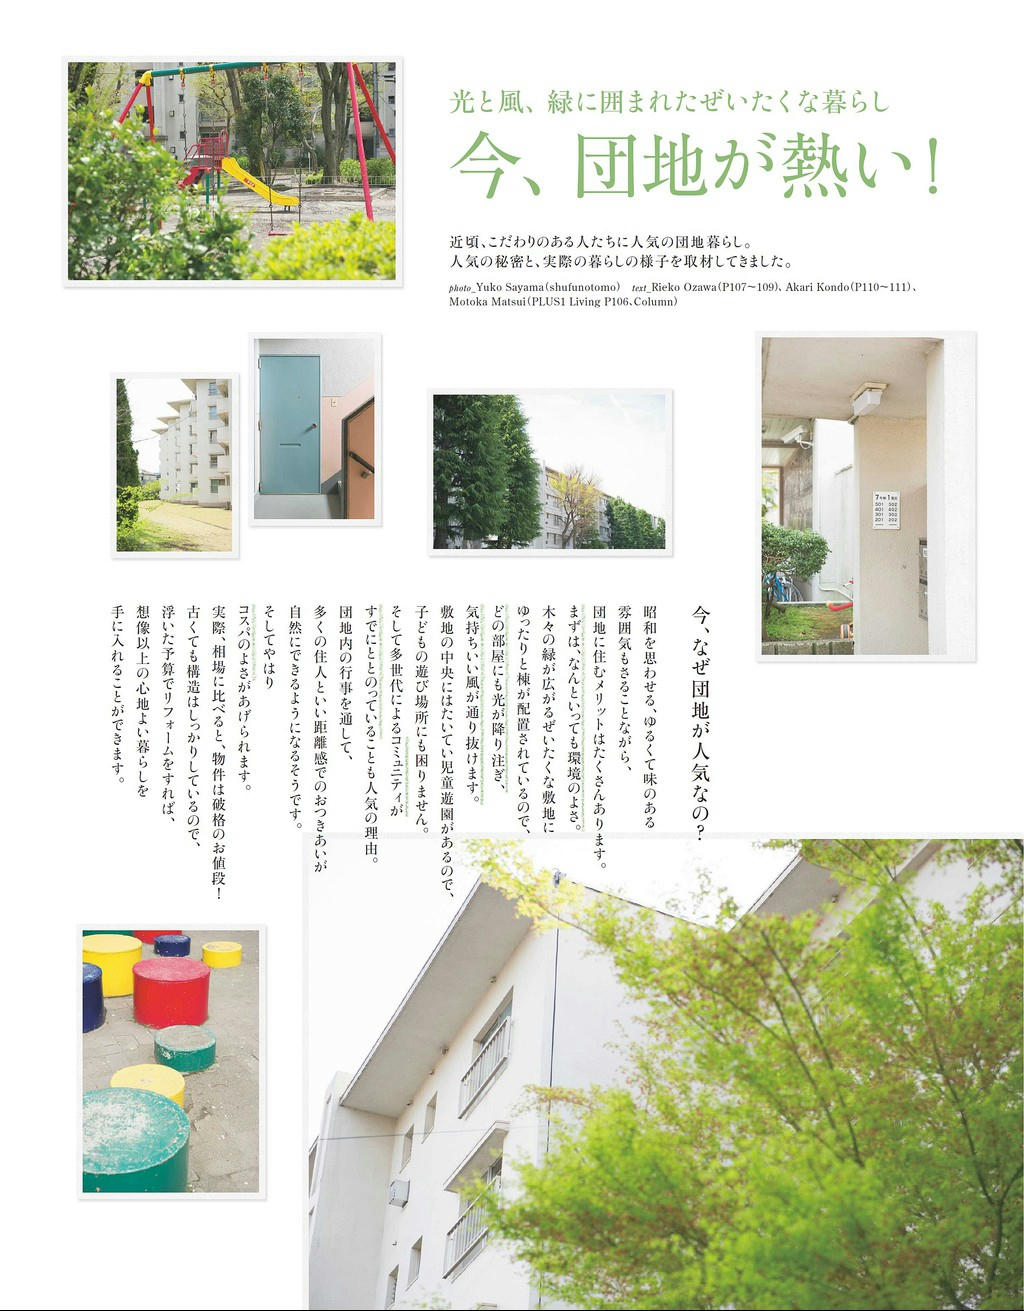 光と風、緑に囲まれたぜいたくな暮らし
今、団地が熱い！
近頃、こだわりのある人たちに人気の団地暮らし。
人気の秘密と、実際の暮らしの様子を取材してきました。
photo_Yuko Sayama（shufunotomo） text_Rieko Ozawa（P107〜109）、Akari Kondo（P110〜111）、
Motoka Matsui（PLUS1 Living P106、Column）
7号棟 1階段
501 502
401 402
301 302
201 202
今、なぜ団地が人気なの？
昭和を思わせる、ゆるくて味のある
雰囲気もさることながら、
団地に住むメリットはたくさんあります。
まずは、なんといっても環境のよさ。
木々の緑が広がるぜいたくな敷地に
ゆったりと棟が配置されているので、
どの部屋にも光が降り注ぎ、
気持ちいい風が通り抜けます。
敷地の中央にはたいてい児童遊園があるので、
子どもの遊び場所にも困りません。
そして多世代によるコミュニティが
すでにととのっていることも人気の理由。
団地内の行事を通して、
多くの住人といい距離感でのおつきあいが
自然にできるようになるそうです。
そしてやはり
コスパのよさがあげられます。
実際、相場に比べると、物件は破格のお値段！
古くても構造はしっかりしているので、
浮いた予算でリフォームをすれば、
想像以上の心地よい暮らしを
手に入れることができます。